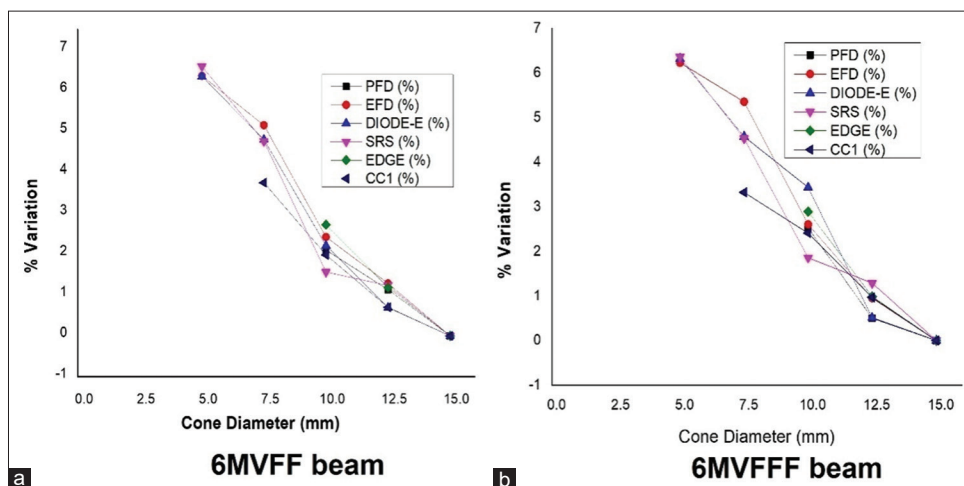 7
6
5
4
3
2
1
0
-1
% Variation
PFD (%)
EFD (%)
DIODE-E (%)
SRS (%)
EDGE (%)
CC1 (%)
0.0 2.5 5.0 7.5 10.0 12.5 15.0
Cone Diameter (mm)
6MVFF beam
a
7
6
5
4
3
2
1
0
-1
% Variation
PFD (%)
EFD (%)
DIODE-E (%)
SRS (%)
EDGE (%)
CC1 (%)
0.0 2.5 5.0 7.5 10.0 12.5 15.0
Cone Diameter (mm)
6MVFFF beam
b